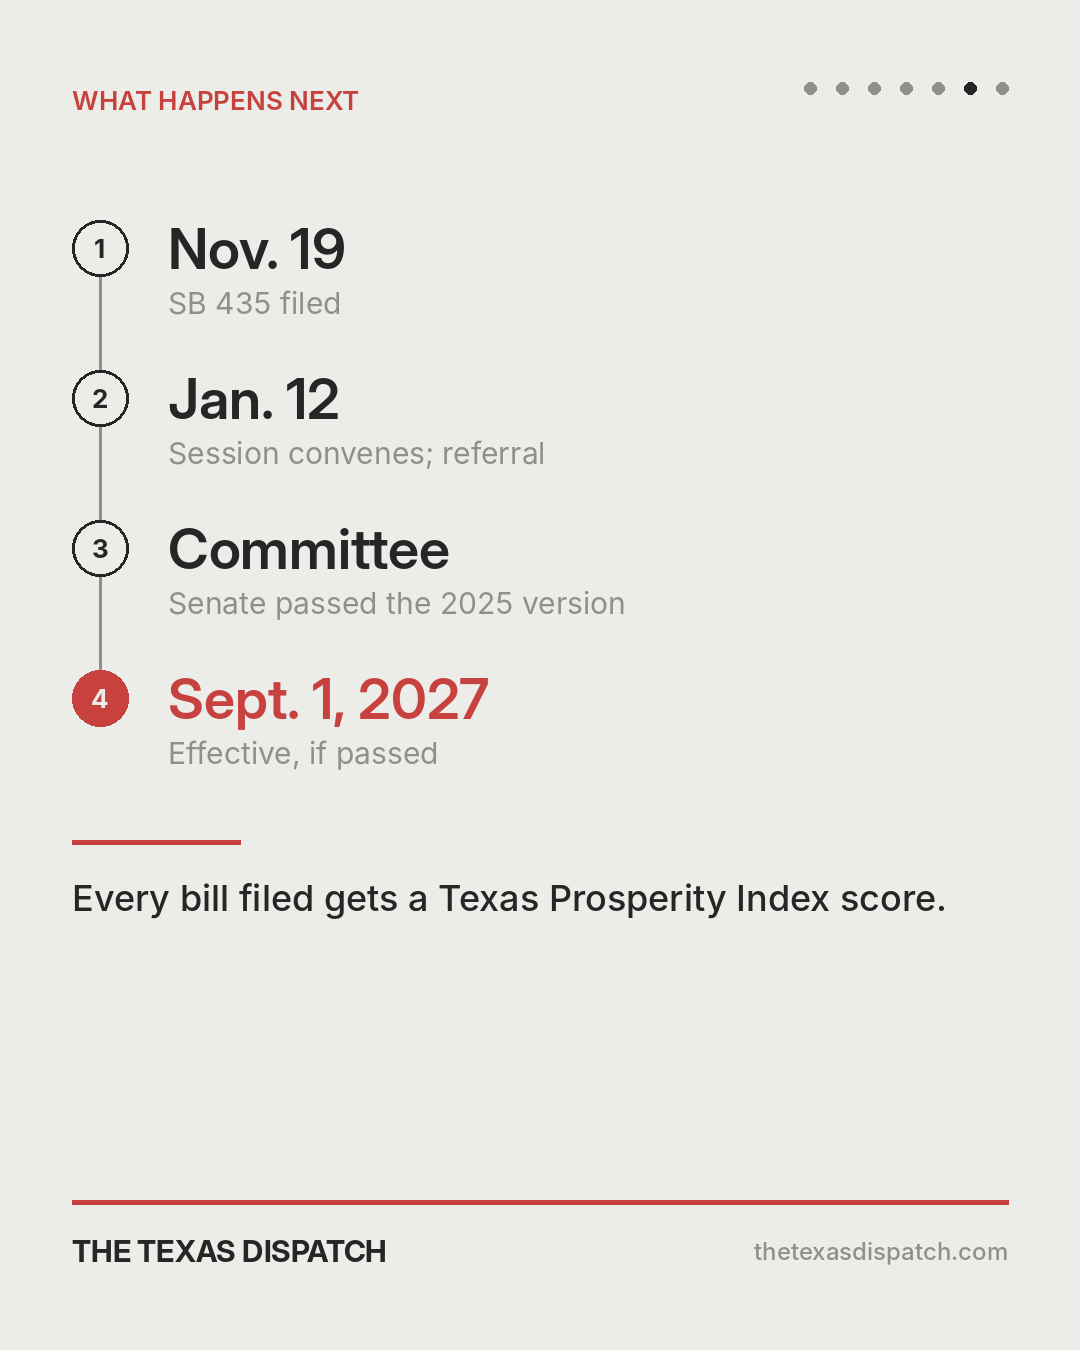 WHAT HAPPENS NEXT
1
Nov. 19
SB 435 filed
2
Jan. 12
Session convenes; referral
3
Committee
Senate passed the 2025 version
4
Sept. 1, 2027
Effective, if passed
Every bill filed gets a Texas Prosperity Index score.
THE TEXAS DISPATCH
thetexasdispatch.com